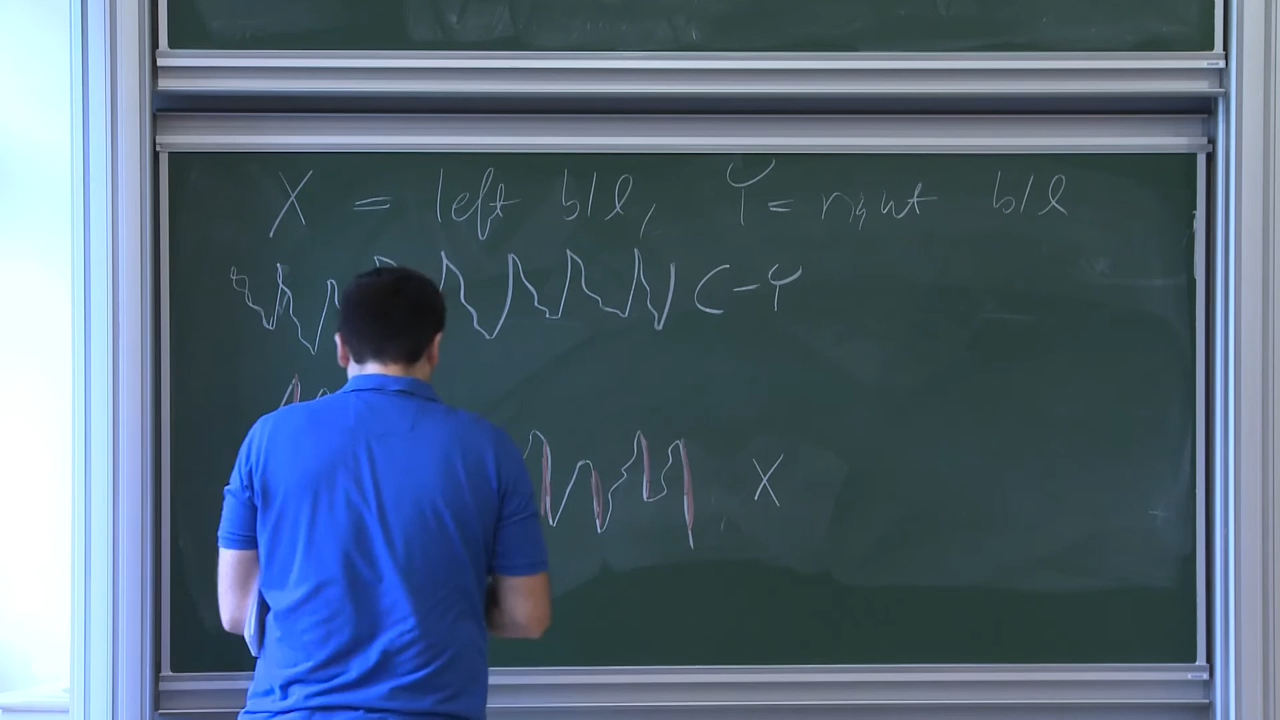 X = left b/l, Y = right b/l
C-Y
X